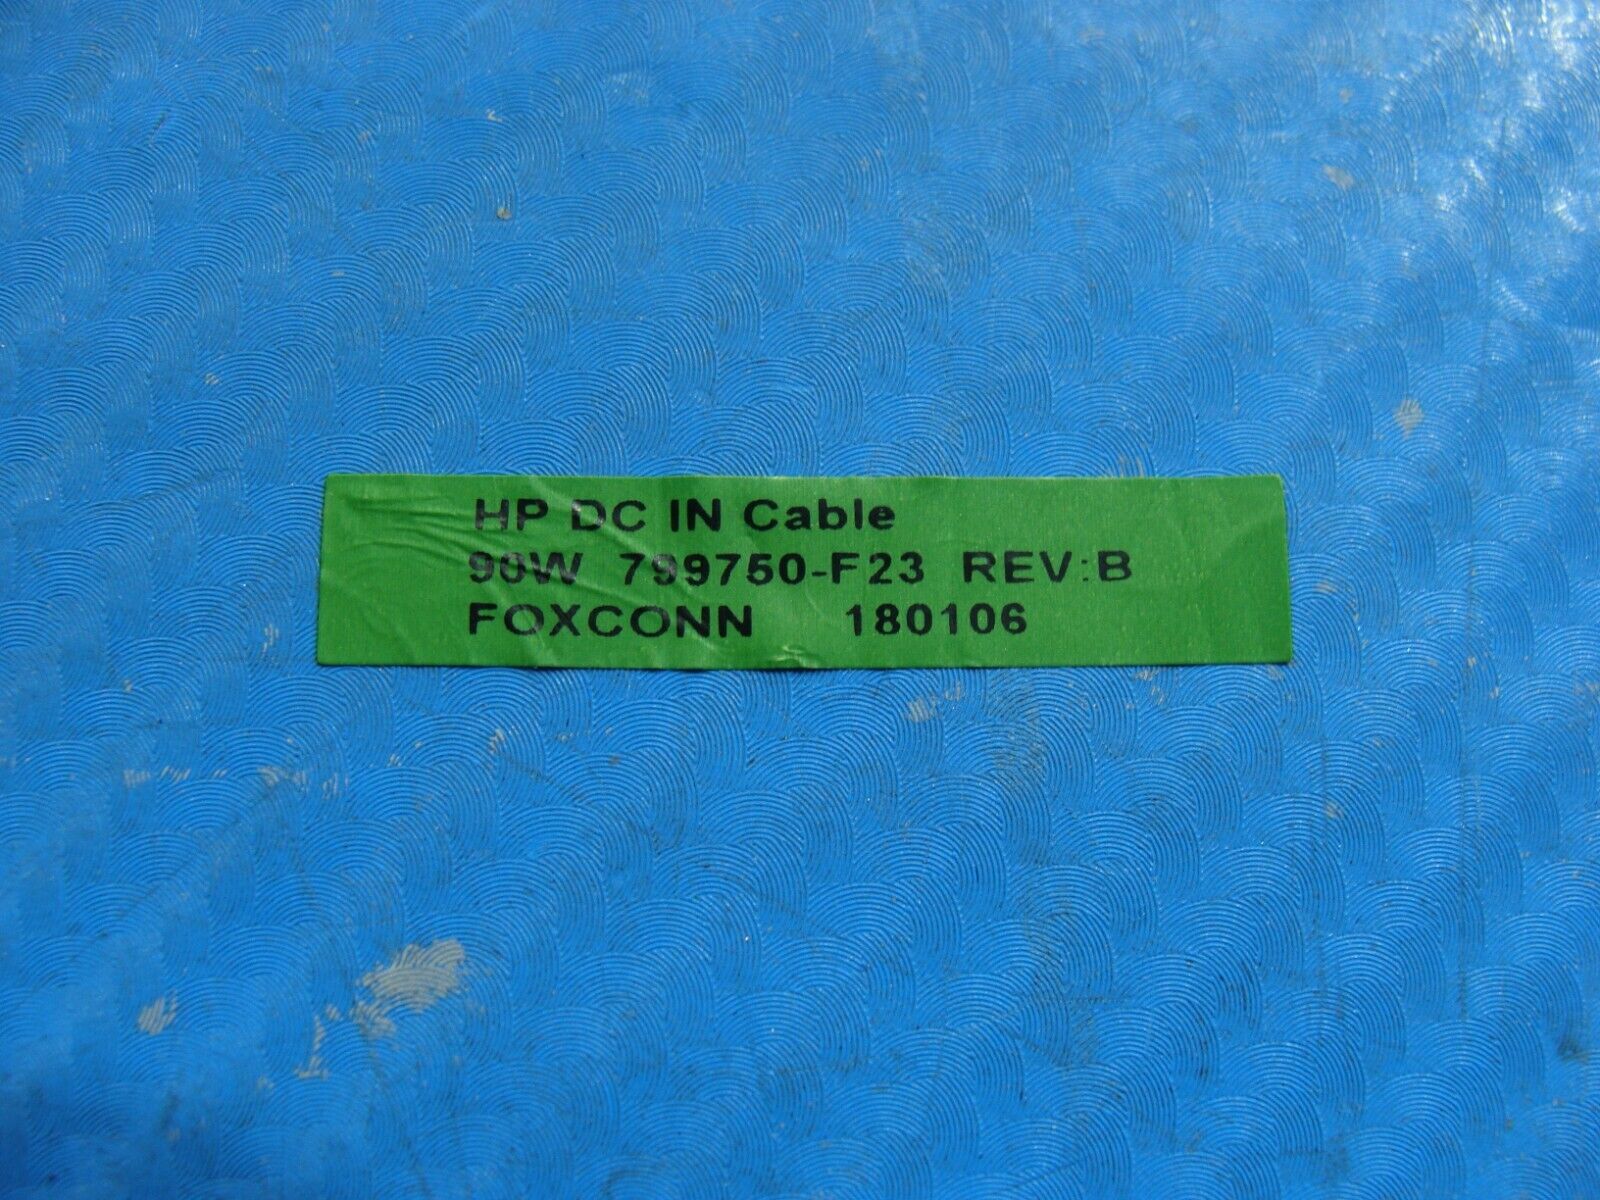 HP DC IN Cable
90W 799750-F23 REV:B
FOXCONN 180106